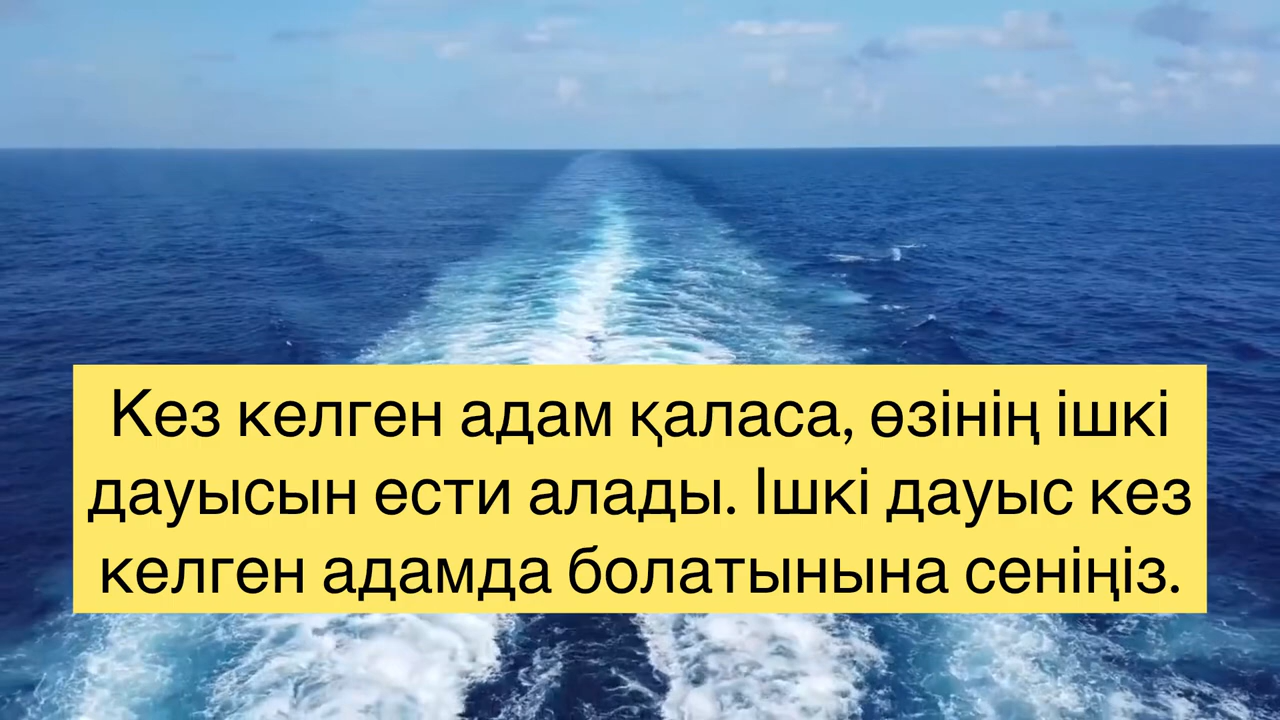 Кез келген адам қаласа, өзінің ішкі
дауысын ести алады. Ішкі дауыс кез
келген адамда болатынына сеніңіз.